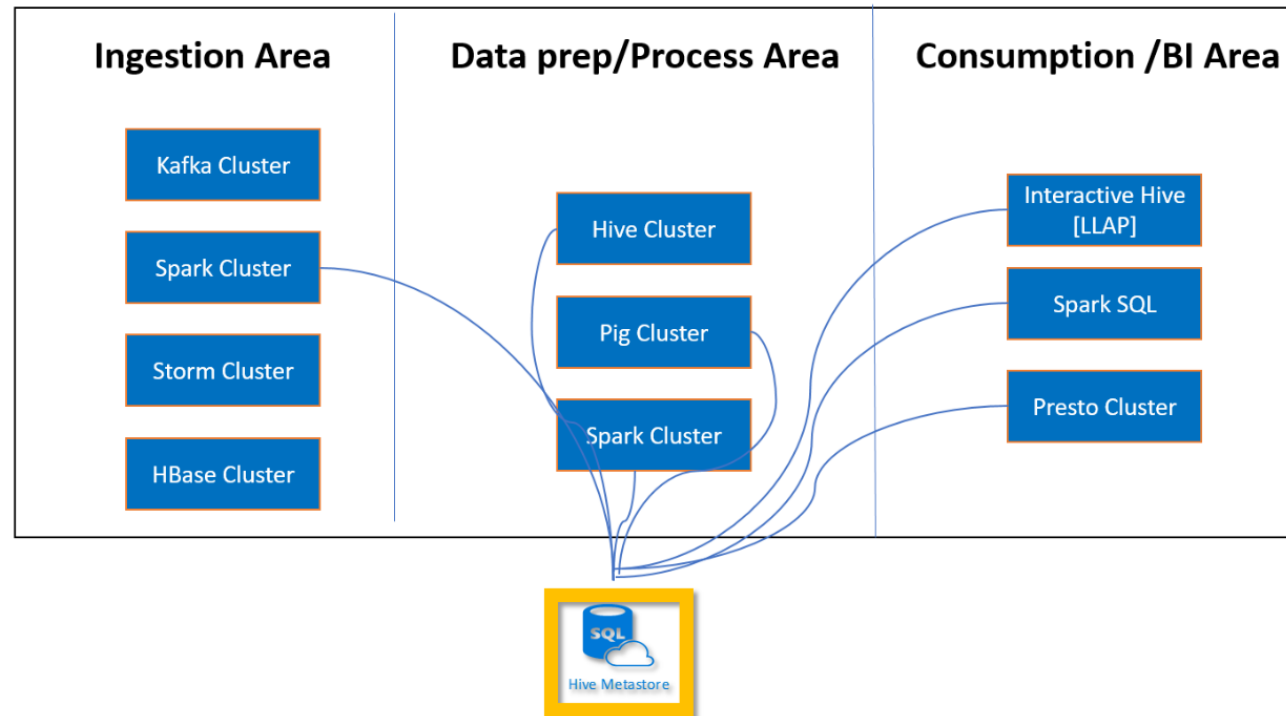 Ingestion Area
Data prep/Process Area
Consumption /BI Area
Kafka Cluster
Spark Cluster
Storm Cluster
HBase Cluster
Hive Cluster
Pig Cluster
Spark Cluster
Interactive Hive
[LLAP]
Spark SQL
Presto Cluster
SQL
Hive Metastore